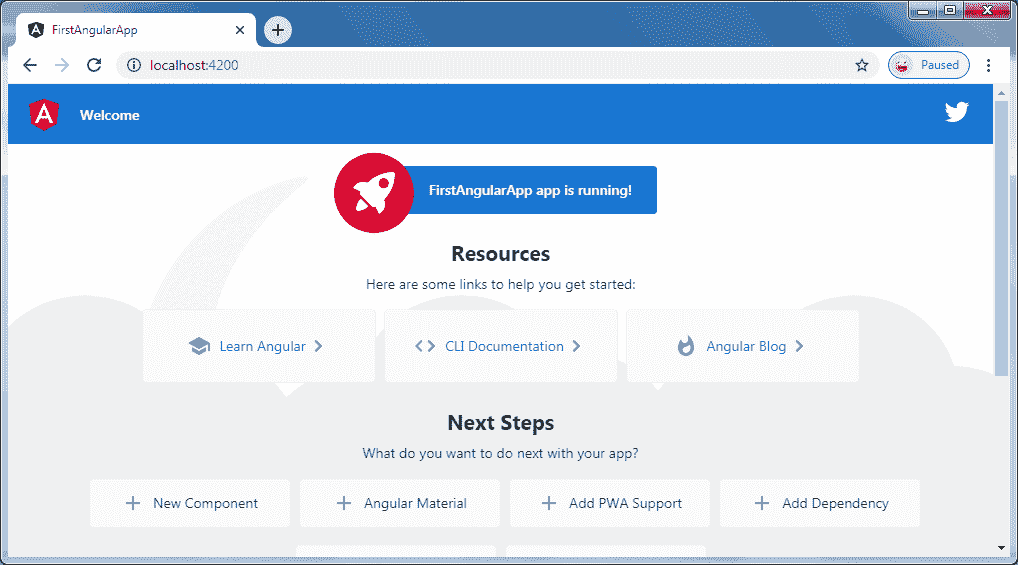 FirstAngularApp
localhost:4200
Paused
Welcome
FirstAngularApp app is running!
Resources
Here are some links to help you get started:
Learn Angular
CLI Documentation
Angular Blog
Next Steps
What do you want to do next with your app?
New Component
Angular Material
Add PWA Support
Add Dependency